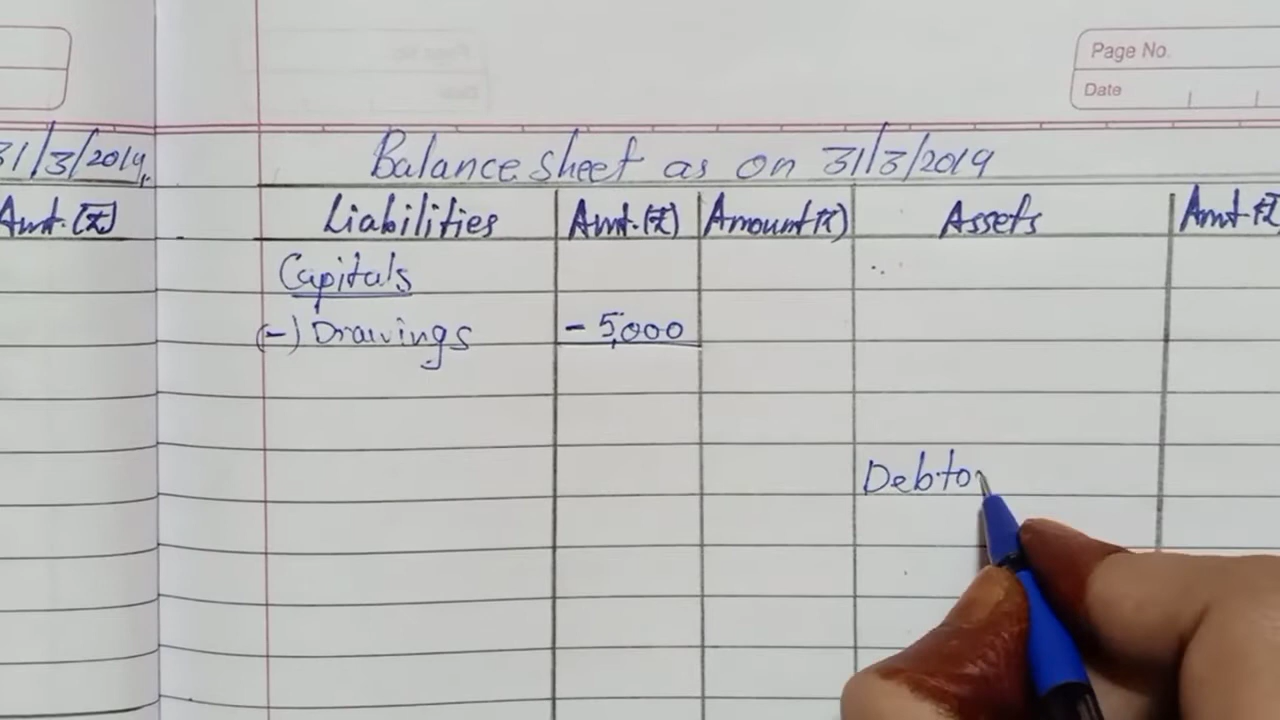 Page No.
Date
31/3/2019
Balance sheet as on 31/3/2019
Amt.(₹)
Liabilities
Amt.(₹)
Amount(₹)
Assets
Amt.(₹
Capitals
(-) Drawings
- 5,000
Debto